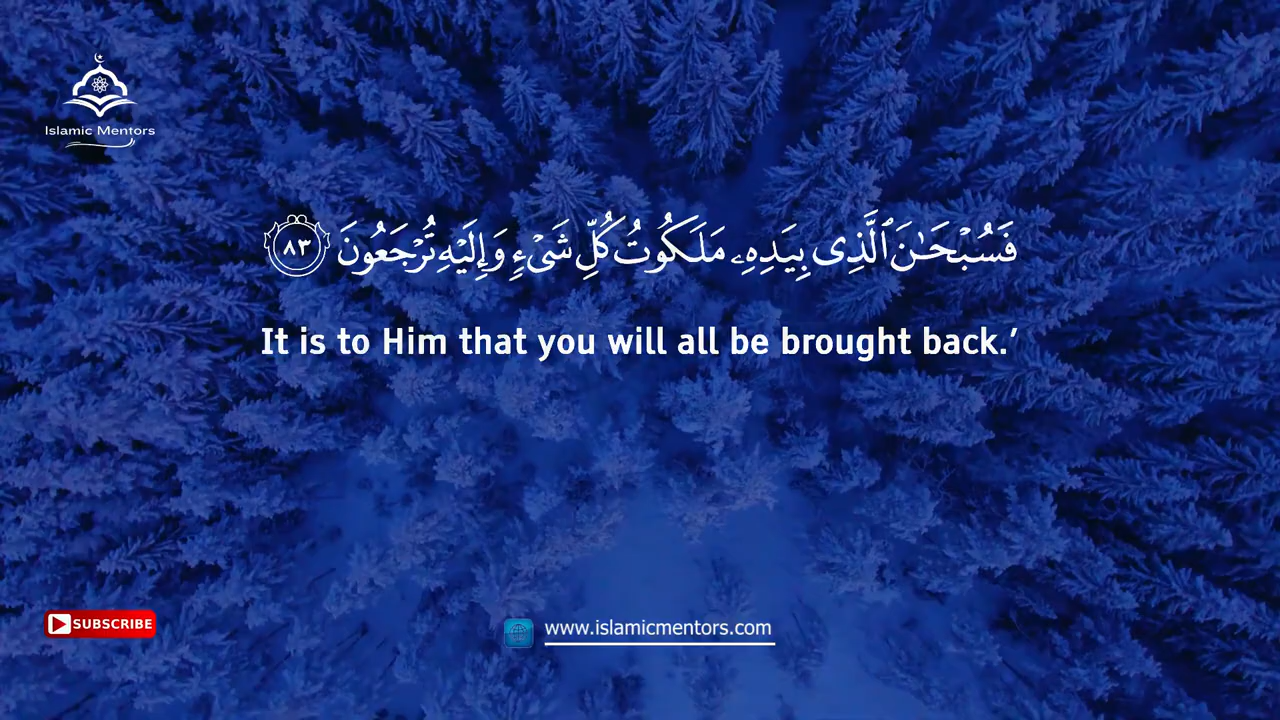 Islamic Mentors
فَسُبْحَـٰنَ ٱلَّذِى بِيَدِهِۦ مَلَكُوتُ كُلِّ شَىْءٍ وَإِلَيْهِ تُرْجَعُونَ ٨٣
It is to Him that you will all be brought back.’
SUBSCRIBE
www.islamicmentors.com